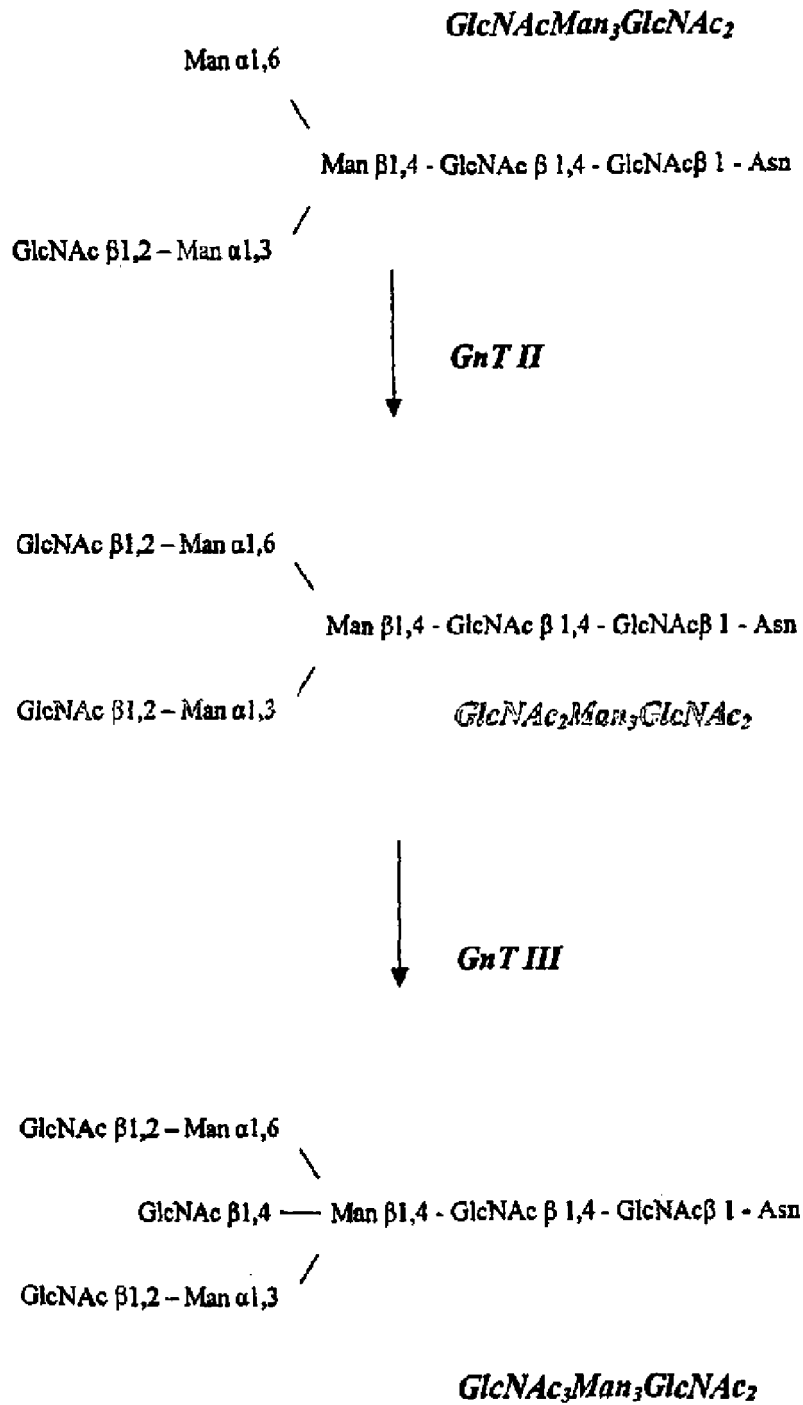 GlcNAcMan₃GlcNAc₂
Man α1,6
Man β1,4 - GlcNAc β 1,4 - GlcNAcβ 1 - Asn
GlcNAc β1,2 – Man α1,3
GnT II
GlcNAc β1,2 – Man α1,6
Man β1,4 - GlcNAc β 1,4 - GlcNAcβ 1 - Asn
GlcNAc β1,2 – Man α1,3
GlcNAc₂Man₃GlcNAc₂
GnT III
GlcNAc β1,2 – Man α1,6
GlcNAc β1,4 — Man β1,4 - GlcNAc β 1,4 - GlcNAcβ 1 - Asn
GlcNAc β1,2 – Man α1,3
GlcNAc₃Man₃GlcNAc₂